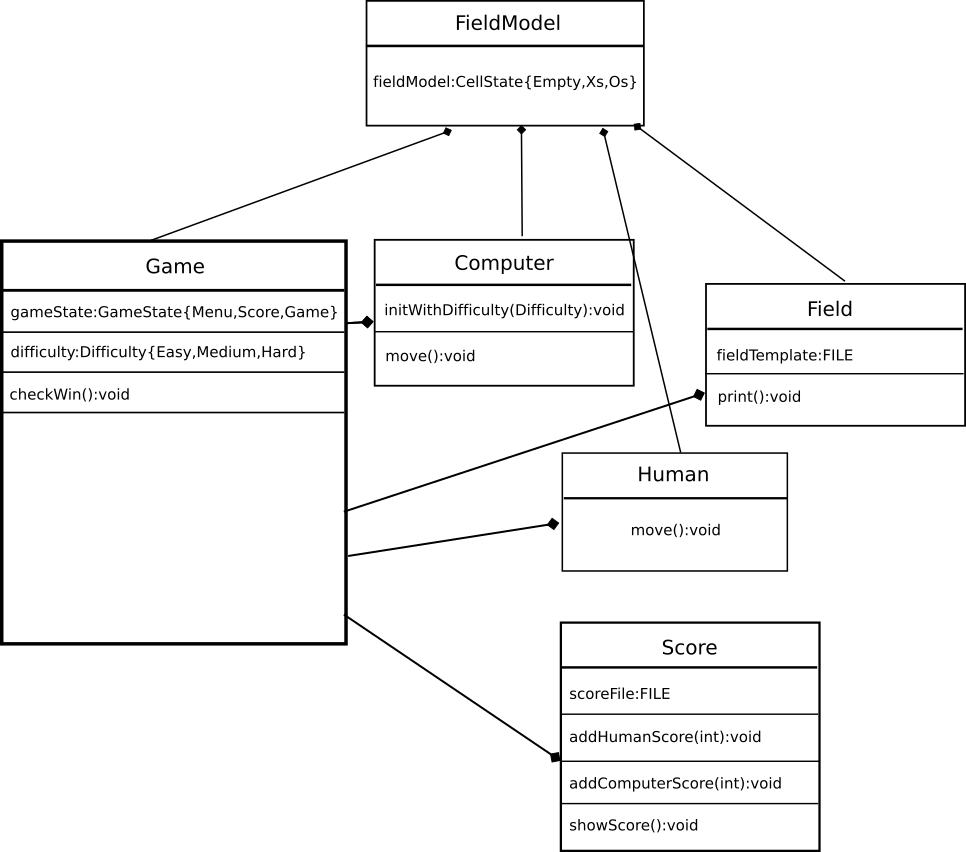 FieldModel
fieldModel:CellState{Empty,Xs,Os}
Game
gameState:GameState{Menu,Score,Game}
difficulty:Difficulty{Easy,Medium,Hard}
checkWin():void
Computer
initWithDifficulty(Difficulty):void
move():void
Field
fieldTemplate:FILE
print():void
Human
move():void
Score
scoreFile:FILE
addHumanScore(int):void
addComputerScore(int):void
showScore():void